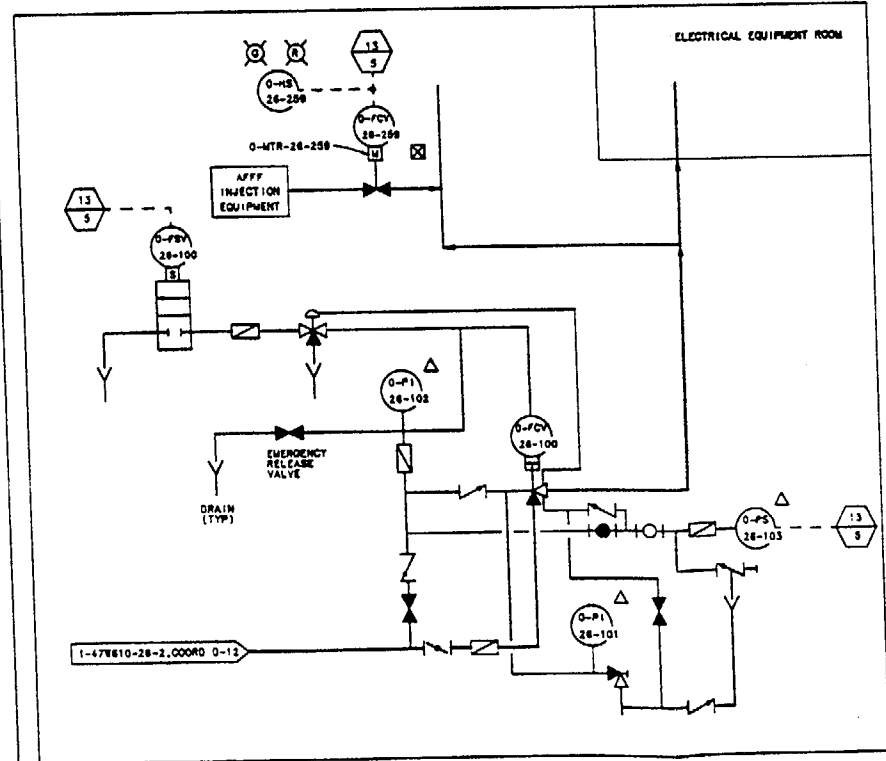 ELECTRICAL EQUIPMENT ROOM
G
R
13
5
0-HS
26-259
0-FCV
26-259
0-MTR-26-259
M
AFFF
INJECTION
EQUIPMENT
13
5
0-FSV
26-100
S
0-PI
26-102
0-FCV
26-100
EMERGENCY
RELEASE
VALVE
DRAIN
(TYP)
0-PS
26-103
13
5
0-PI
26-101
1-47W610-26-2,COORD D-12